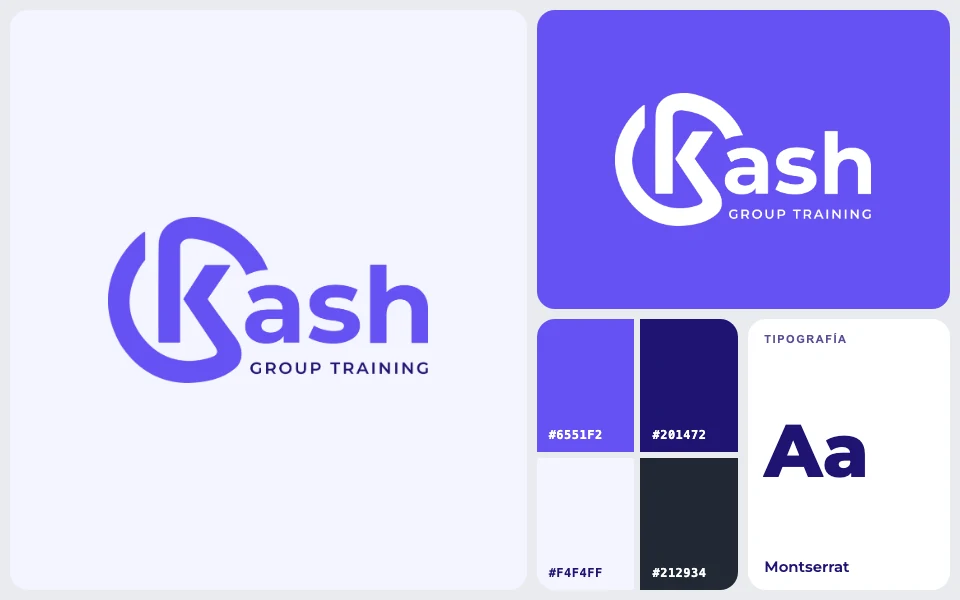 Kash
GROUP TRAINING
Kash
GROUP TRAINING
#6551F2
#201472
#F4F4FF
#212934
TIPOGRAFÍA
Aa
Montserrat